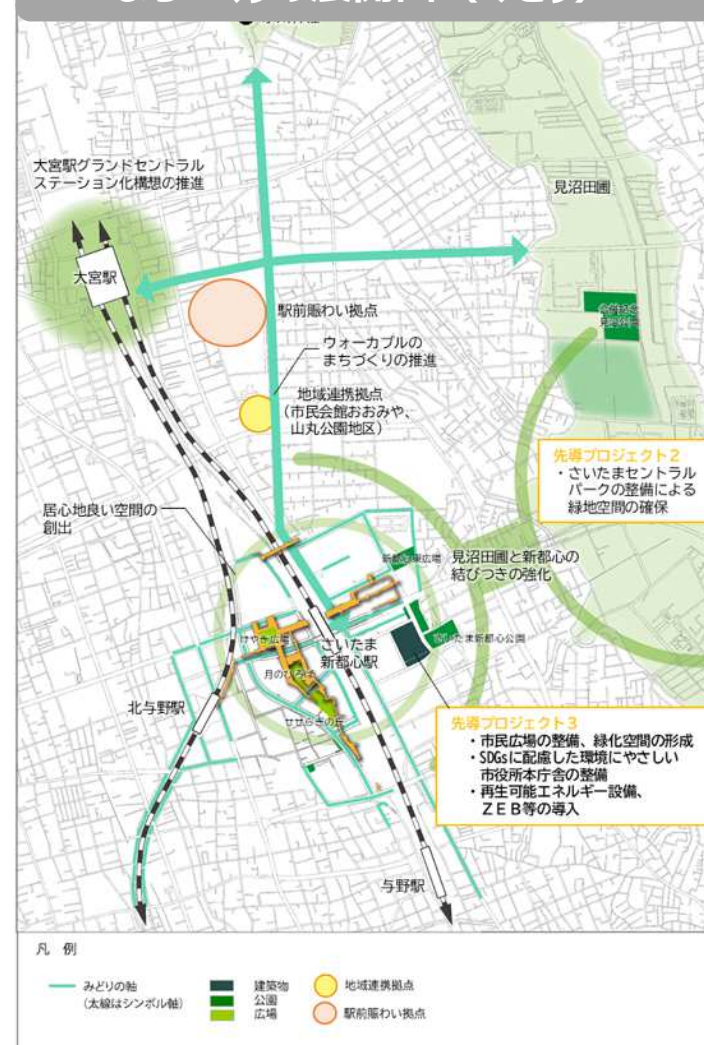 大宮駅グランドセントラル
ステーション化構想の推進
見沼田圃
大宮駅
駅前賑わい拠点
ウォーカブルの
まちづくりの推進
地域連携拠点
(市民会館おおみや、
山丸公園地区)
先導プロジェクト2
・さいたまセントラル
パークの整備による
緑地空間の確保
居心地良い空間の
創出
見沼田圃と新都心の
結びつきの強化
けやき広場
さいたま
新都心駅
さいたま新都心公園
月のひろば
せせらぎの丘
北与野駅
先導プロジェクト3
・市民広場の整備、緑化空間の形成
・SDGsに配慮した環境にやさしい
市役所本庁舎の整備
・再生可能エネルギー設備、
ZEB等の導入
与野駅
凡 例
みどりの軸
(太線はシンボル軸)
建築物
公園
広場
地域連携拠点
駅前賑わい拠点